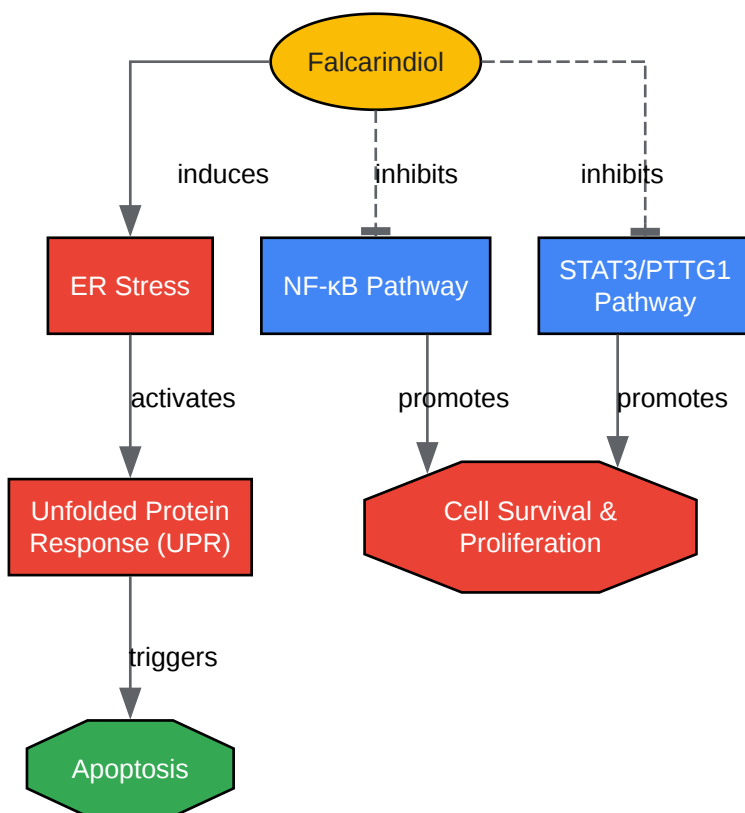 Falcarindiol
induces
inhibits
inhibits
ER Stress
NF-κB Pathway
STAT3/PTTG1
Pathway
activates
promotes
promotes
Unfolded Protein
Response (UPR)
Cell Survival &
Proliferation
triggers
Apoptosis